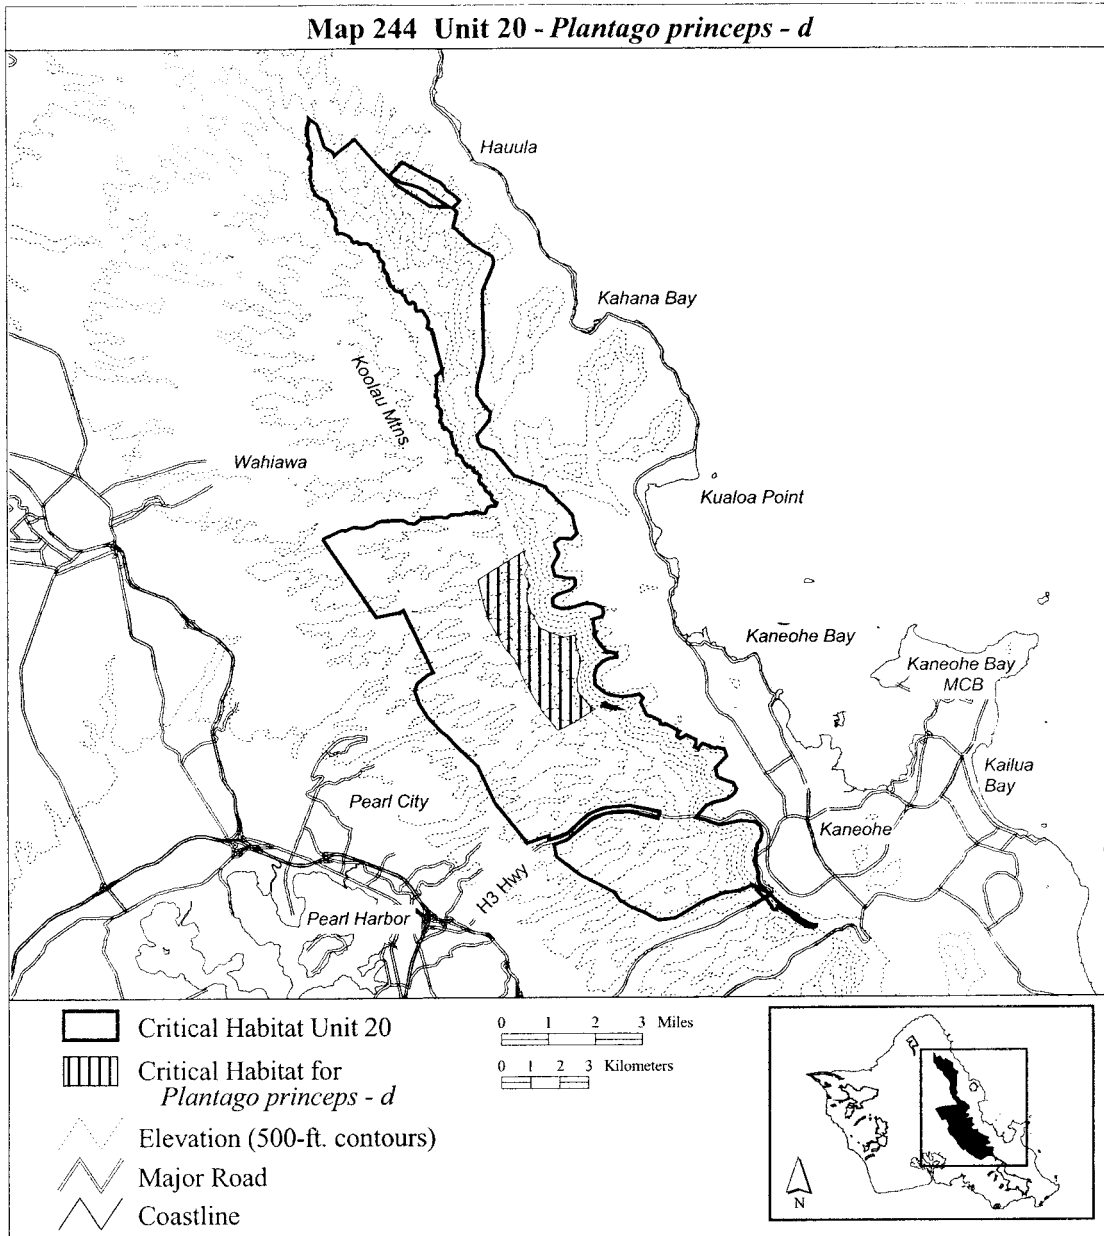 Map 244 Unit 20 - Plantago princeps - d
Hauula
Kahana Bay
Koolau Mtns.
Wahiawa
Kualoa Point
Kaneohe Bay
Kaneohe Bay
MCB
Kailua
Bay
Pearl City
Kaneohe
H3 Hwy
Pearl Harbor
Critical Habitat Unit 20
Critical Habitat for
Plantago princeps - d
Elevation (500-ft. contours)
Major Road
Coastline
0 1 2 3 Miles
0 1 2 3 Kilometers
N